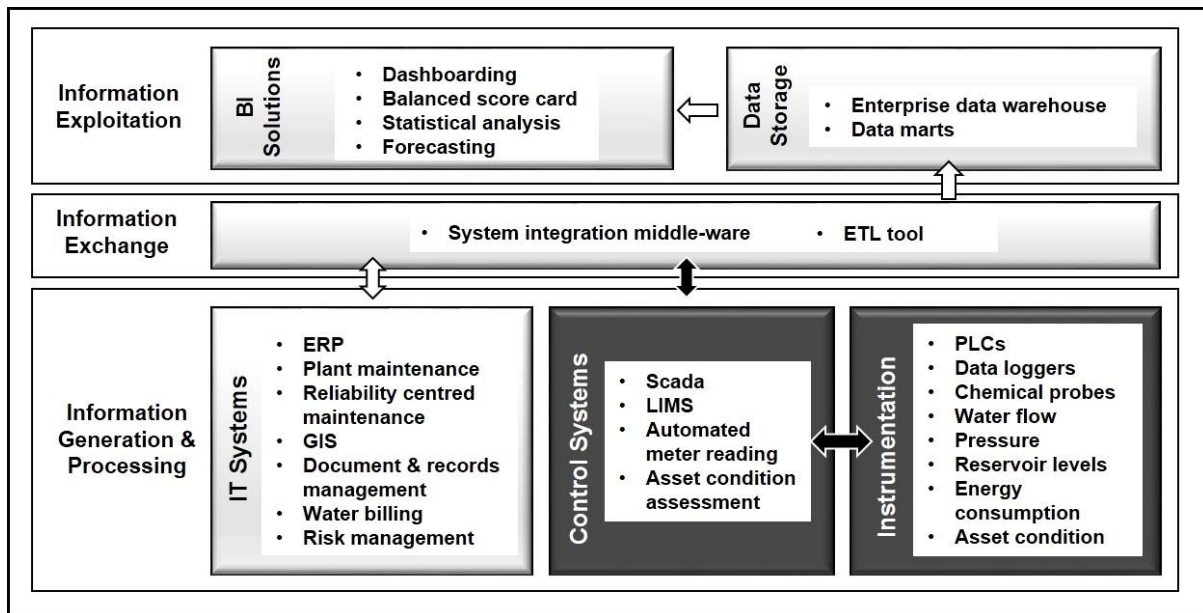 Information
Exploitation
BI
Solutions
• Dashboarding
• Balanced score card
• Statistical analysis
• Forecasting
Data
Storage
• Enterprise data warehouse
• Data marts
Information
Exchange
• System integration middle-ware
• ETL tool
Information
Generation &
Processing
IT Systems
• ERP
• Plant maintenance
• Reliability centred
maintenance
• GIS
• Document & records
management
• Water billing
• Risk management
Control Systems
• Scada
• LIMS
• Automated
meter reading
• Asset condition
assessment
Instrumentation
• PLCs
• Data loggers
• Chemical probes
• Water flow
• Pressure
• Reservoir levels
• Energy
consumption
• Asset condition